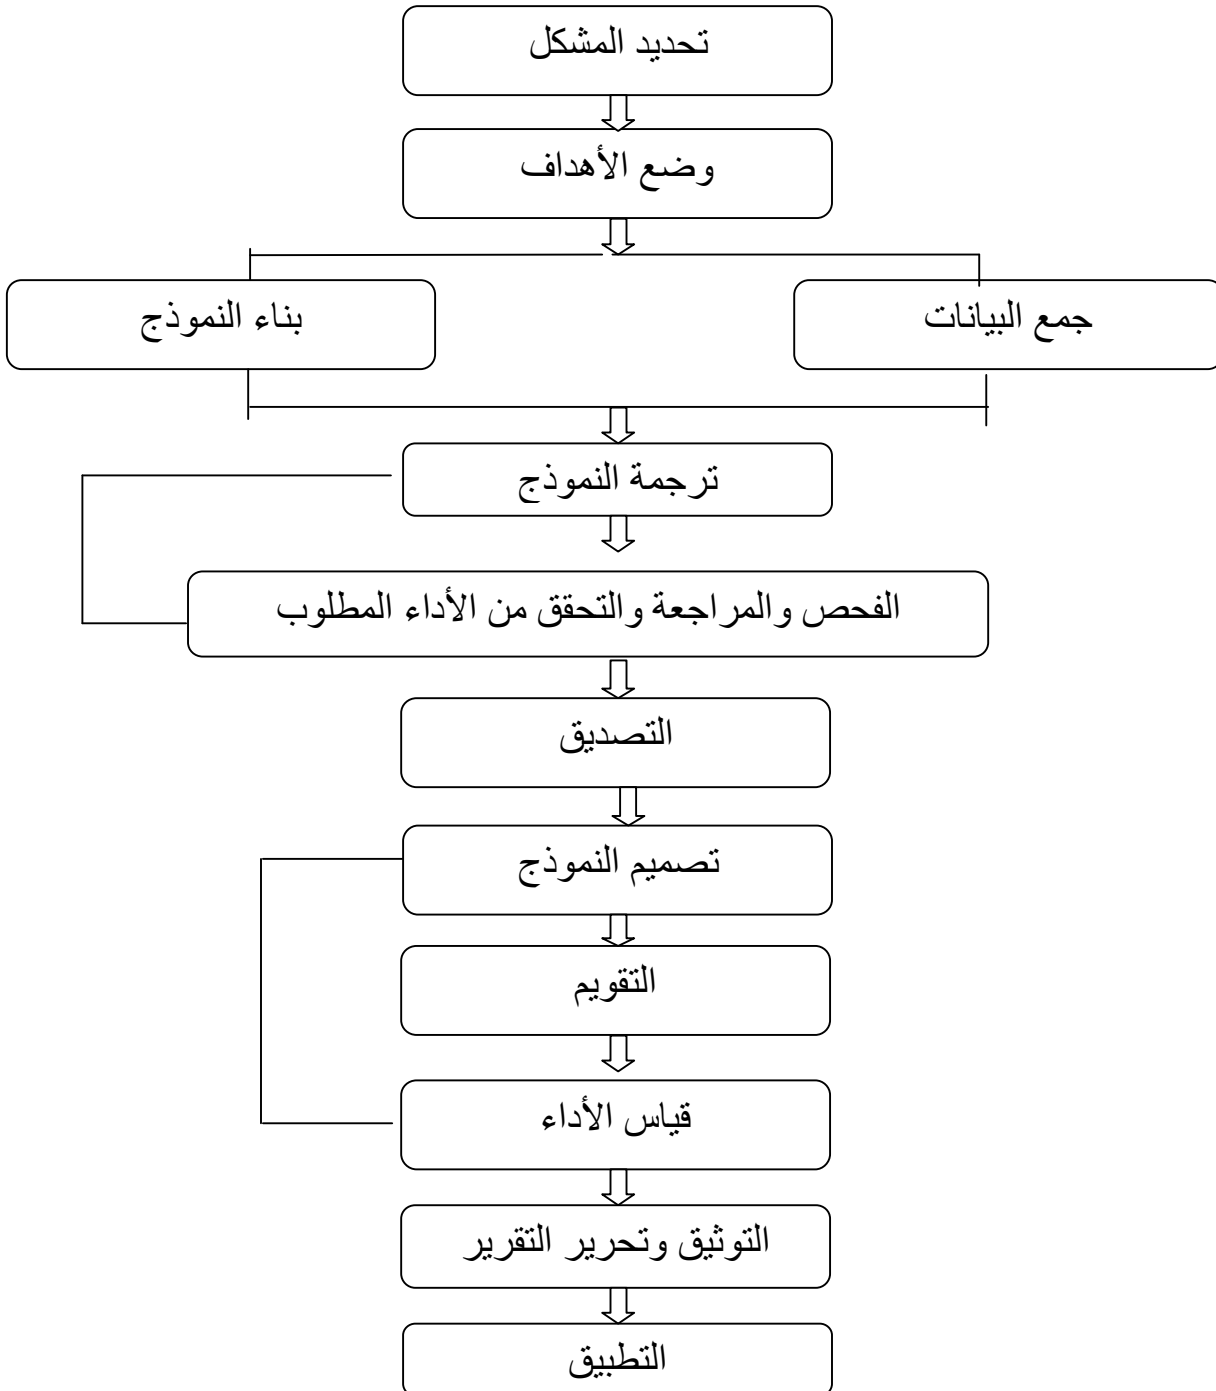 تحديد المشكل
وضع الأهداف
جمع البيانات
بناء النموذج
ترجمة النموذج
الفحص والمراجعة والتحقق من الأداء المطلوب
التصديق
تصميم النموذج
التقويم
قياس الأداء
التوثيق وتحرير التقرير
التطبيق